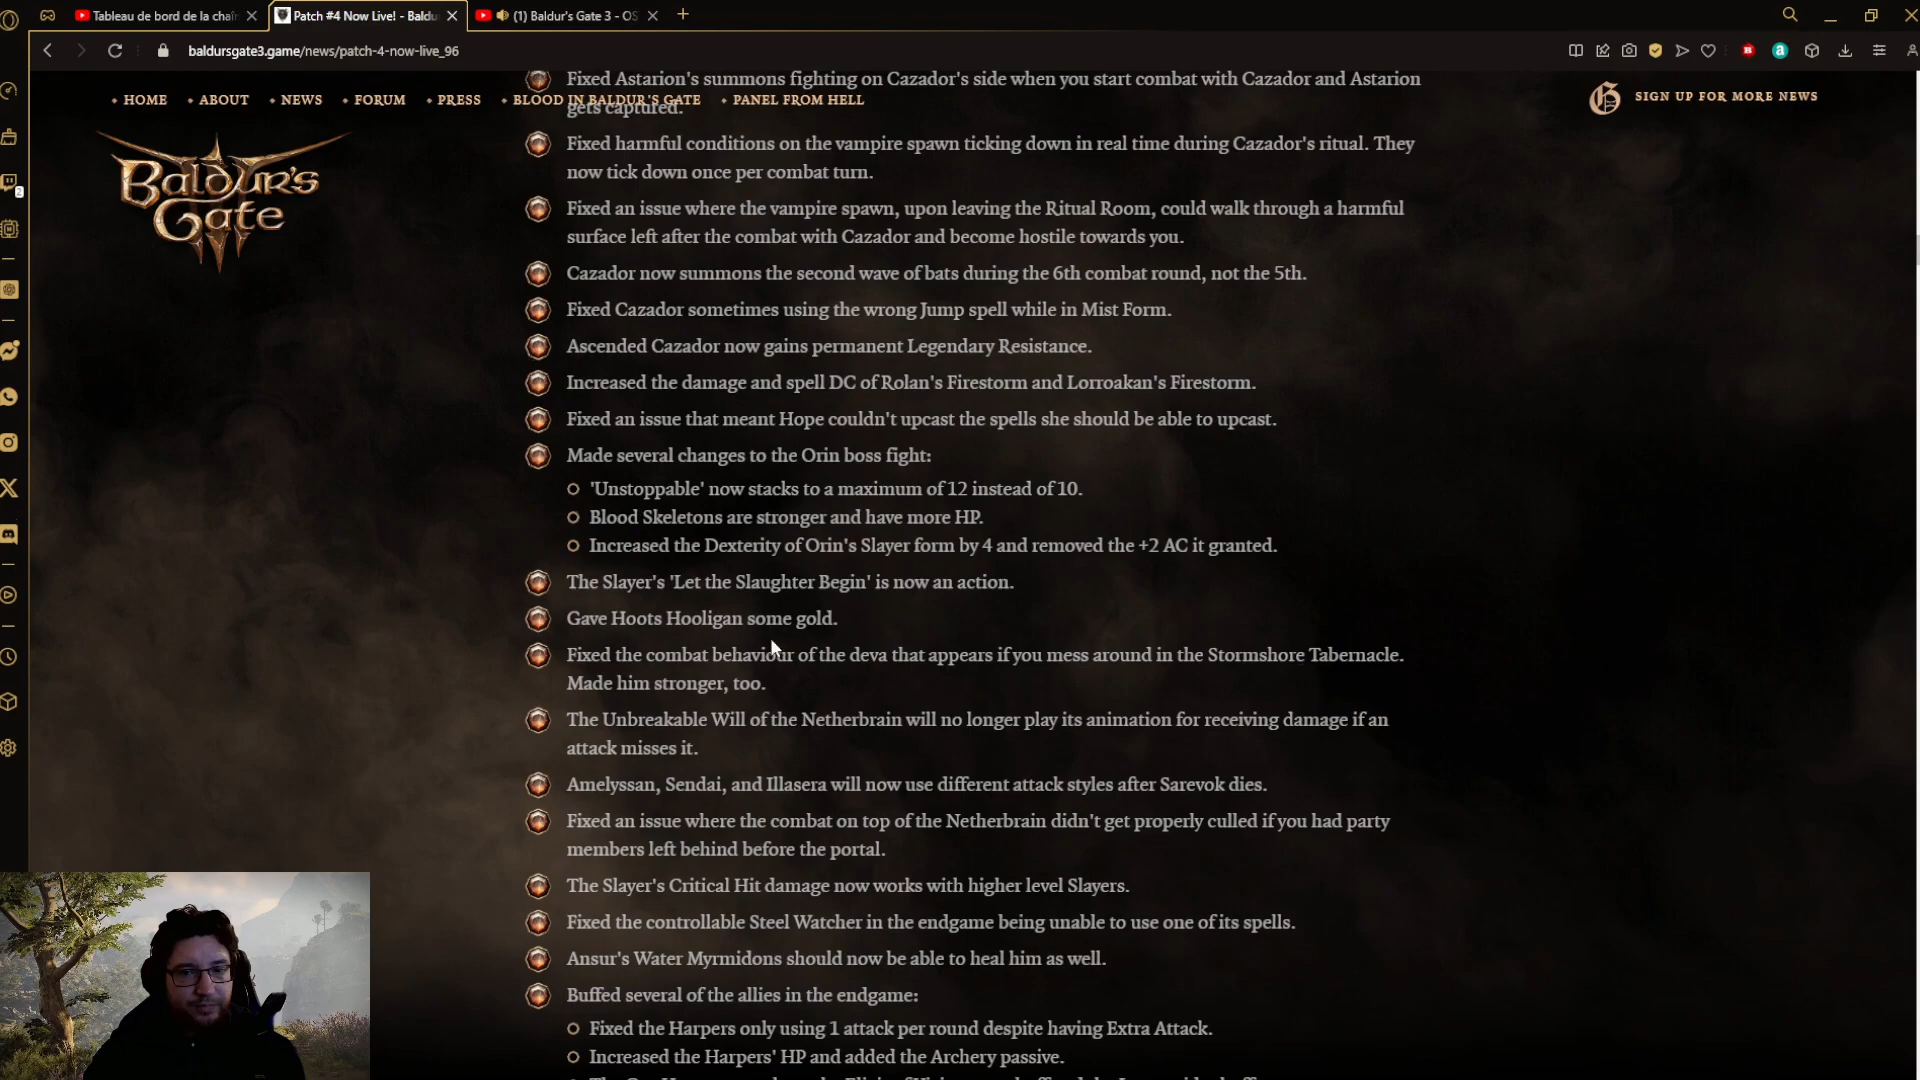 Tableau de bord de la chaîn
Patch #4 Now Live! - Baldu
(1) Baldur's Gate 3 - OS
baldursgate3.game/news/patch-4-now-live_96
HOME
ABOUT
NEWS
FORUM
PRESS
BLOOD IN BALDUR'S GATE
PANEL FROM HELL
SIGN UP FOR MORE NEWS
Baldur's
Gate
2
Fixed Astarion's summons fighting on Cazador's side when you start combat with Cazador and Astarion
gets captured.
Fixed harmful conditions on the vampire spawn ticking down in real time during Cazador's ritual. They
now tick down once per combat turn.
Fixed an issue where the vampire spawn, upon leaving the Ritual Room, could walk through a harmful
surface left after the combat with Cazador and become hostile towards you.
Cazador now summons the second wave of bats during the 6th combat round, not the 5th.
Fixed Cazador sometimes using the wrong Jump spell while in Mist Form.
Ascended Cazador now gains permanent Legendary Resistance.
Increased the damage and spell DC of Rolan's Firestorm and Lorroakan's Firestorm.
Fixed an issue that meant Hope couldn't upcast the spells she should be able to upcast.
Made several changes to the Orin boss fight:
'Unstoppable' now stacks to a maximum of 12 instead of 10.
Blood Skeletons are stronger and have more HP.
Increased the Dexterity of Orin's Slayer form by 4 and removed the +2 AC it granted.
The Slayer's 'Let the Slaughter Begin' is now an action.
Gave Hoots Hooligan some gold.
Fixed the combat behaviour of the deva that appears if you mess around in the Stormshore Tabernacle.
Made him stronger, too.
The Unbreakable Will of the Netherbrain will no longer play its animation for receiving damage if an
attack misses it.
Amelyssan, Sendai, and Illasera will now use different attack styles after Sarevok dies.
Fixed an issue where the combat on top of the Netherbrain didn't get properly culled if you had party
members left behind before the portal.
The Slayer's Critical Hit damage now works with higher level Slayers.
Fixed the controllable Steel Watcher in the endgame being unable to use one of its spells.
Ansur's Water Myrmidons should now be able to heal him as well.
Buffed several of the allies in the endgame:
Fixed the Harpers only using 1 attack per round despite having Extra Attack.
Increased the Harpers' HP and added the Archery passive.